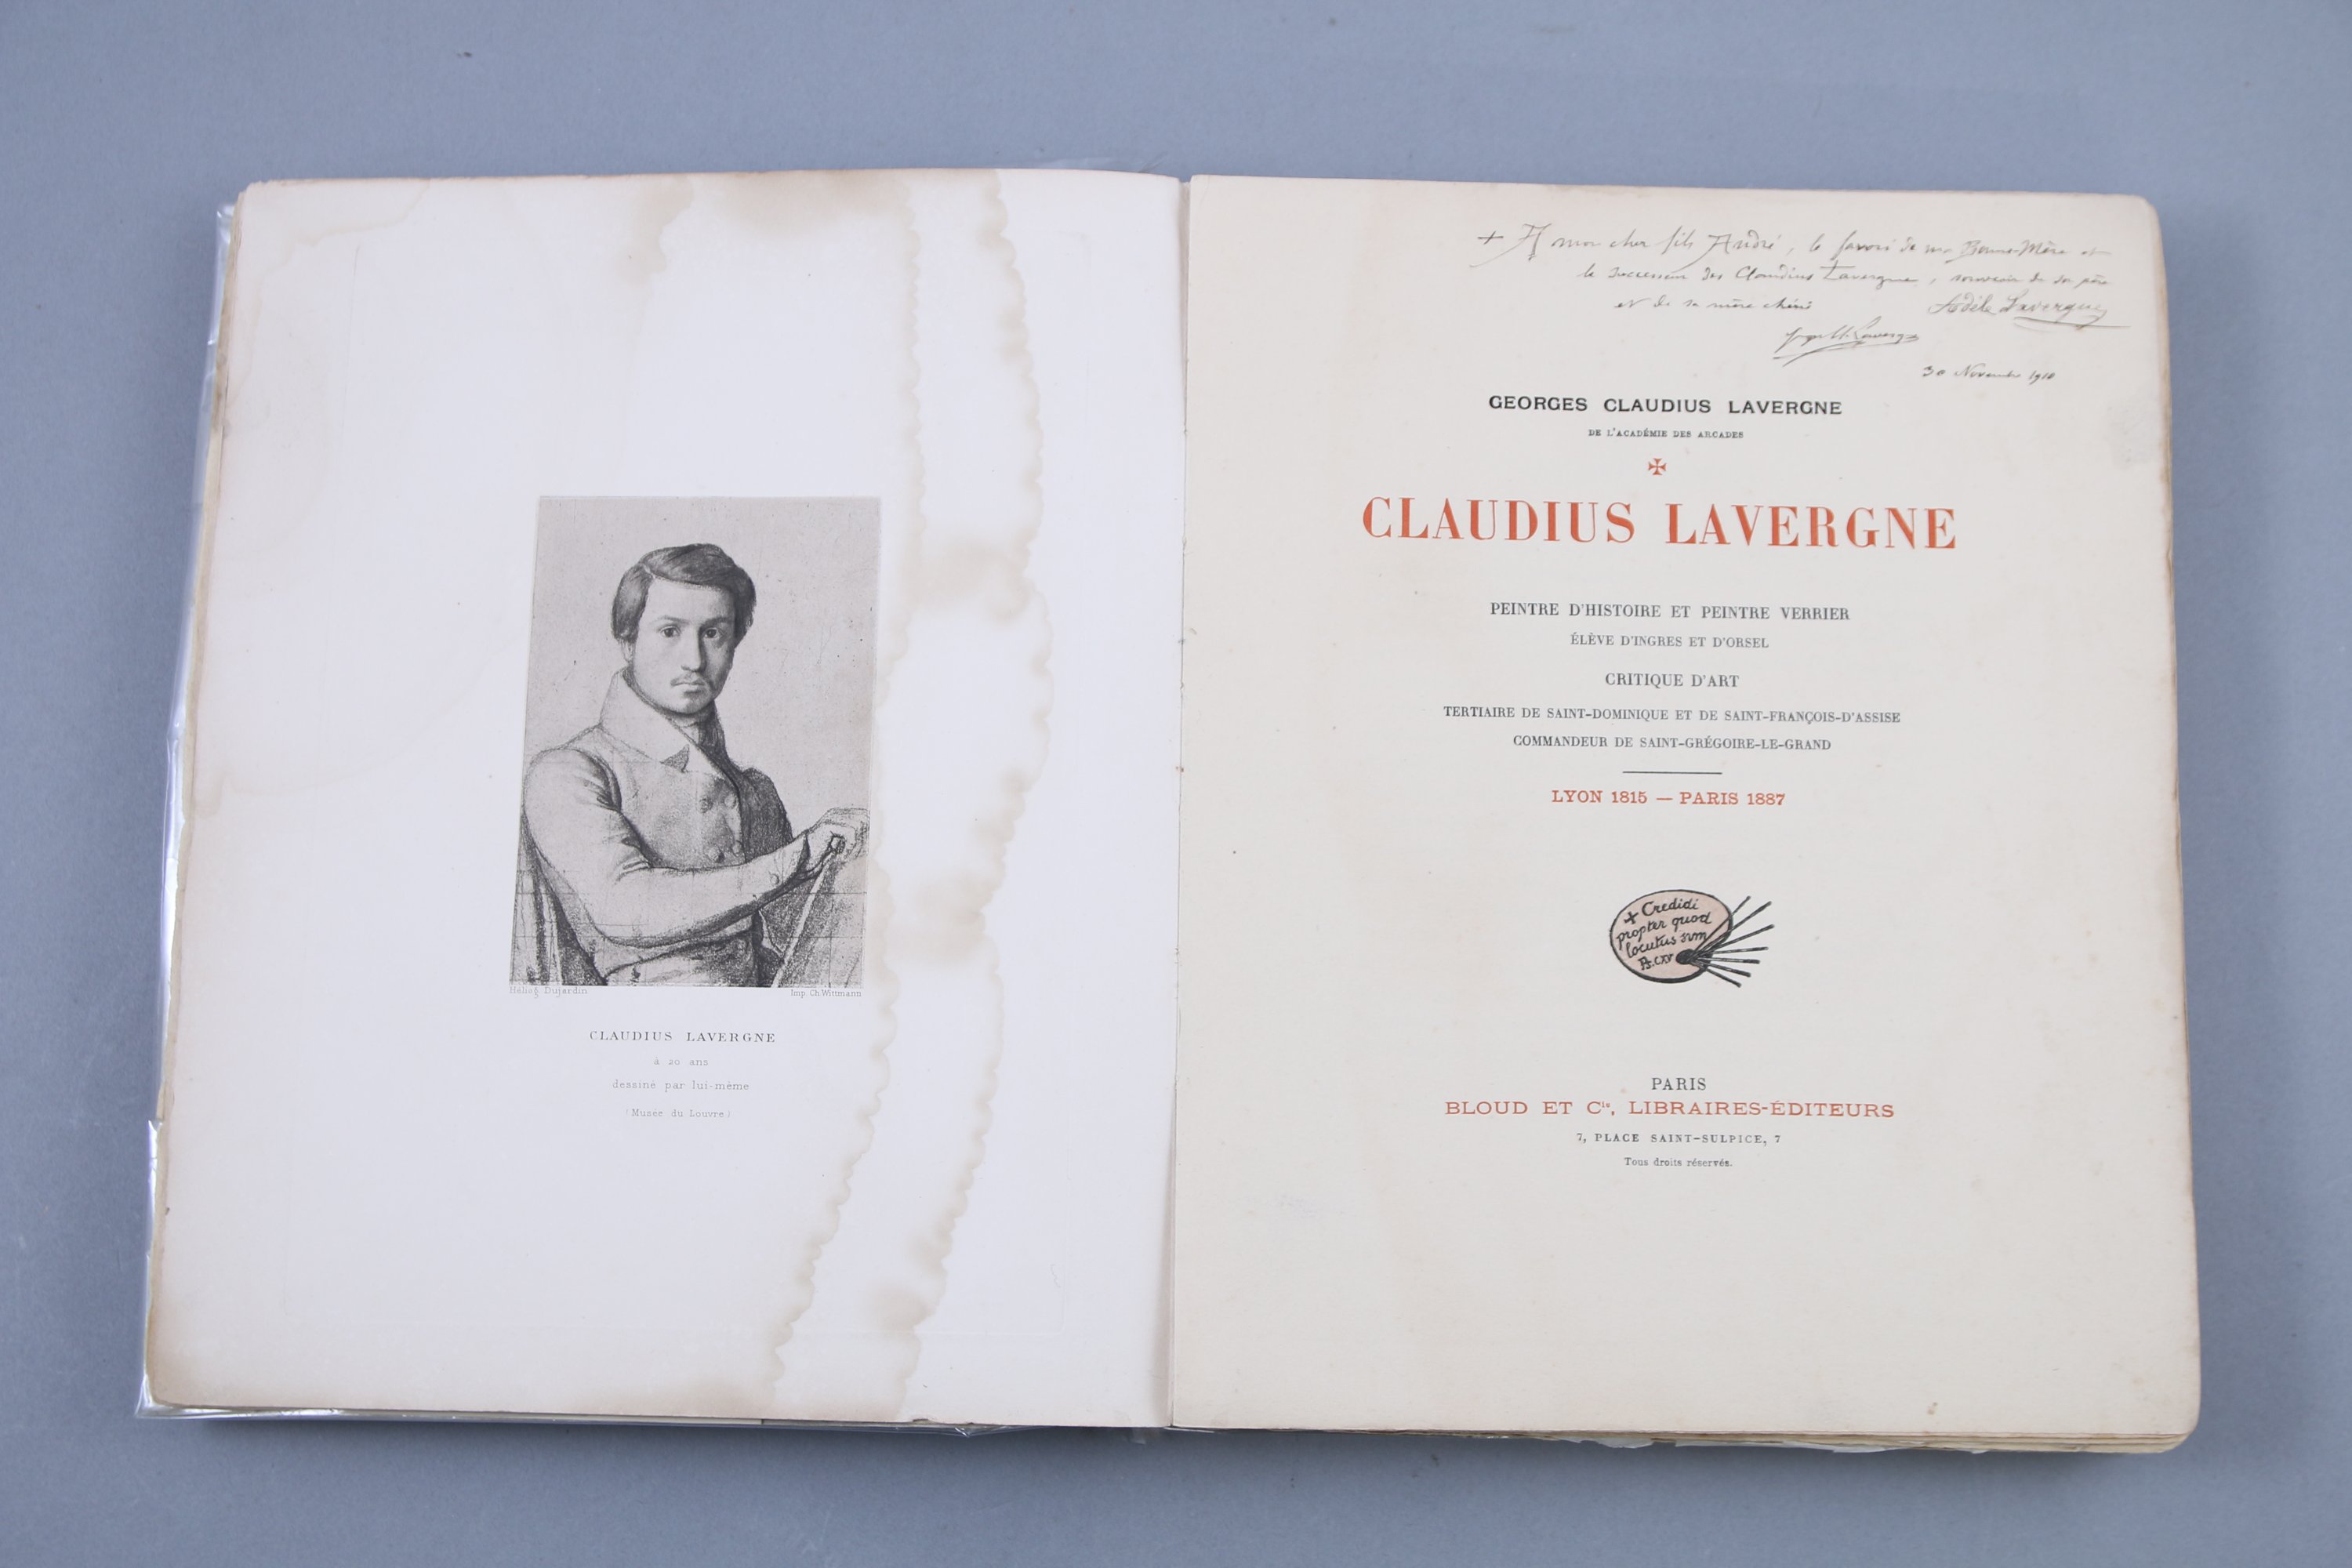 Héliog. Dujardin
Imp. Ch. Wittmann
CLAUDIUS LAVERGNE
à 20 ans
dessiné par lui-même
(Musée du Louvre)
+ A mon cher fils André, le favori de ma Bonne-Mère et
le successeur des Claudius Lavergne, souvenir de son père
et de sa mère chérie
Adèle Lavergne
30 Novembre 1910
GEORGES CLAUDIUS LAVERGNE
DE L'ACADÉMIE DES ARCADES
✠
CLAUDIUS LAVERGNE
PEINTRE D'HISTOIRE ET PEINTRE VERRIER
ÉLÈVE D'INGRES ET D'ORSEL
CRITIQUE D'ART
TERTIAIRE DE SAINT-DOMINIQUE ET DE SAINT-FRANÇOIS-D'ASSISE
COMMANDEUR DE SAINT-GRÉGOIRE-LE-GRAND
LYON 1815 — PARIS 1887
+ Credidi
propter quod
locutus sum
Ps. CXV
PARIS
BLOUD ET Cie, LIBRAIRES-ÉDITEURS
7, PLACE SAINT-SULPICE, 7
Tous droits réservés.